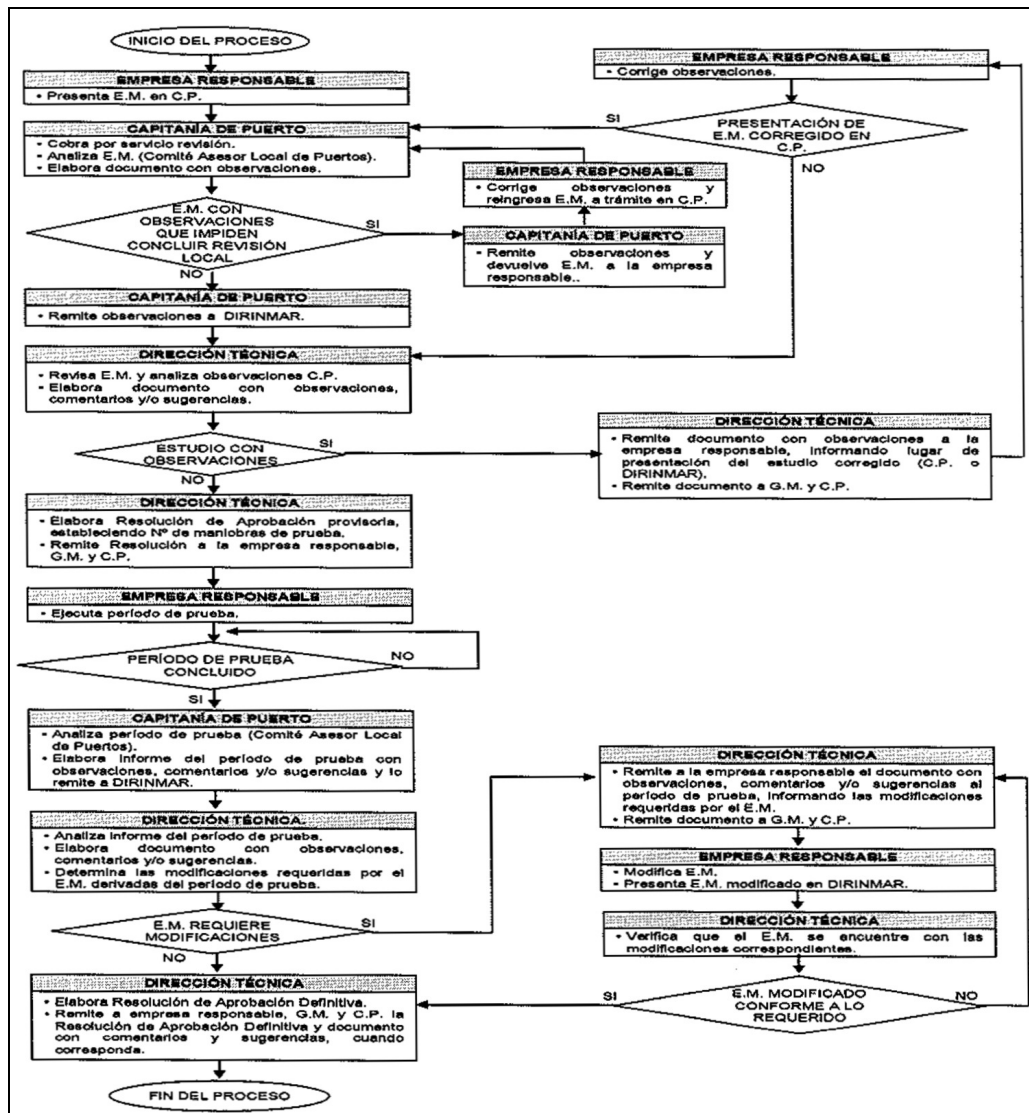 INICIO DEL PROCESO
EMPRESA RESPONSABLE
• Presenta E.M. en C.P.
CAPITANÍA DE PUERTO
• Cobra por servicio revisión.
• Analiza E.M. (Comité Asesor Local de Puertos).
• Elabora documento con observaciones.
E.M. CON
OBSERVACIONES
QUE IMPIDEN
CONCLUIR REVISIÓN
LOCAL
SI
NO
EMPRESA RESPONSABLE
• Corrige observaciones.
PRESENTACIÓN DE
E.M. CORREGIDO EN
C.P.
SI
NO
EMPRESA RESPONSABLE
• Corrige observaciones y
reingresa E.M. a trámite en C.P.
CAPITANÍA DE PUERTO
• Remite observaciones y
devuelve E.M. a la empresa
responsable..
CAPITANÍA DE PUERTO
• Remite observaciones a DIRINMAR.
DIRECCIÓN TÉCNICA
• Revisa E.M. y analiza observaciones C.P.
• Elabora documento con observaciones,
comentarios y/o sugerencias.
ESTUDIO CON
OBSERVACIONES
SI
NO
DIRECCIÓN TÉCNICA
• Remite documento con observaciones a la
empresa responsable, informando lugar de
presentación del estudio corregido (C.P. o
DIRINMAR).
• Remite documento a G.M. y C.P.
DIRECCIÓN TÉCNICA
• Elabora Resolución de Aprobación provisoria,
estableciendo Nº de maniobras de prueba.
• Remite Resolución a la empresa responsable,
G.M. y C.P.
EMPRESA RESPONSABLE
• Ejecuta período de prueba.
PERÍODO DE PRUEBA
CONCLUIDO
NO
SI
CAPITANÍA DE PUERTO
• Analiza período de prueba (Comité Asesor Local
de Puertos).
• Elabora Informe del período de prueba con
observaciones, comentarios y/o sugerencias y lo
remite a DIRINMAR.
DIRECCIÓN TÉCNICA
• Analiza informe del período de prueba.
• Elabora documento con observaciones,
comentarios y/o sugerencias.
• Determina las modificaciones requeridas por el
E.M. derivadas del período de prueba.
E.M. REQUIERE
MODIFICACIONES
SI
NO
DIRECCIÓN TÉCNICA
• Remite a la empresa responsable el documento con
observaciones, comentarios y/o sugerencias al
período de prueba, informando las modificaciones
requeridas por el E.M.
• Remite documento a G.M. y C.P.
EMPRESA RESPONSABLE
• Modifica E.M.
• Presenta E.M. modificado en DIRINMAR.
DIRECCIÓN TÉCNICA
• Verifica que el E.M. se encuentre con las
modificaciones correspondientes.
E.M. MODIFICADO
CONFORME A LO
REQUERIDO
SI
NO
DIRECCIÓN TÉCNICA
• Elabora Resolución de Aprobación Definitiva.
• Remite a empresa responsable, G.M. y C.P. la
Resolución de Aprobación Definitiva y documento
con comentarios y sugerencias, cuando
corresponda.
FIN DEL PROCESO